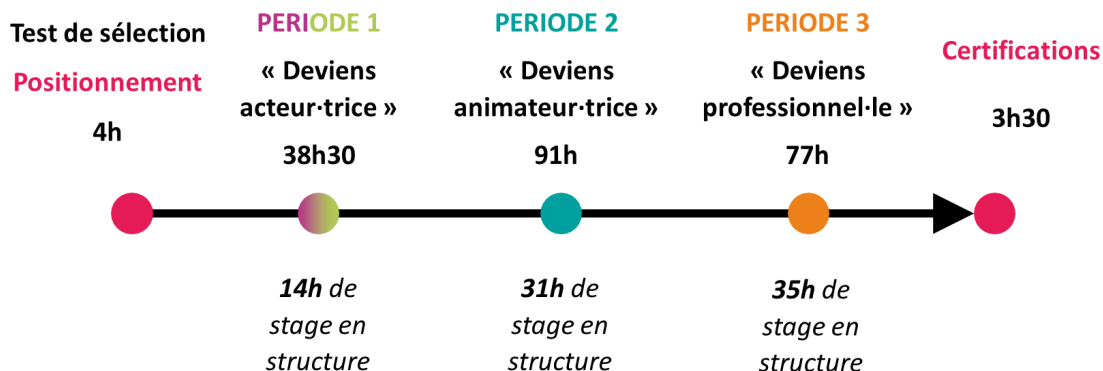 Test de sélection
Positionnement
4h
PERIODE 1
« Deviens
acteur·trice »
38h30
PERIODE 2
« Deviens
animateur·trice »
91h
PERIODE 3
« Deviens
professionnel·le »
77h
Certifications
3h30
14h de
stage en
structure
31h de
stage en
structure
35h de
stage en
structure